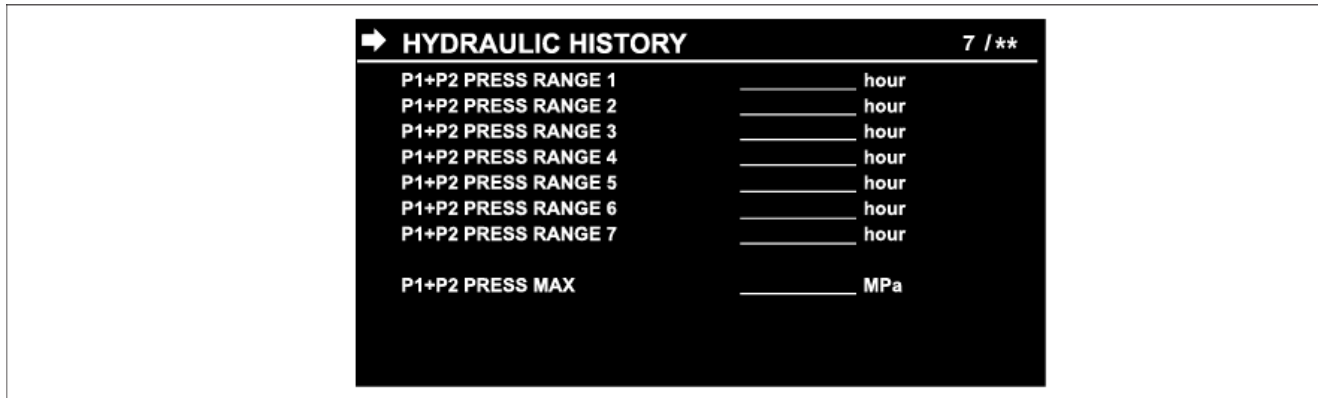 HYDRAULIC HISTORY 7 /**
P1+P2 PRESS RANGE 1 hour
P1+P2 PRESS RANGE 2 hour
P1+P2 PRESS RANGE 3 hour
P1+P2 PRESS RANGE 4 hour
P1+P2 PRESS RANGE 5 hour
P1+P2 PRESS RANGE 6 hour
P1+P2 PRESS RANGE 7 hour
P1+P2 PRESS MAX MPa